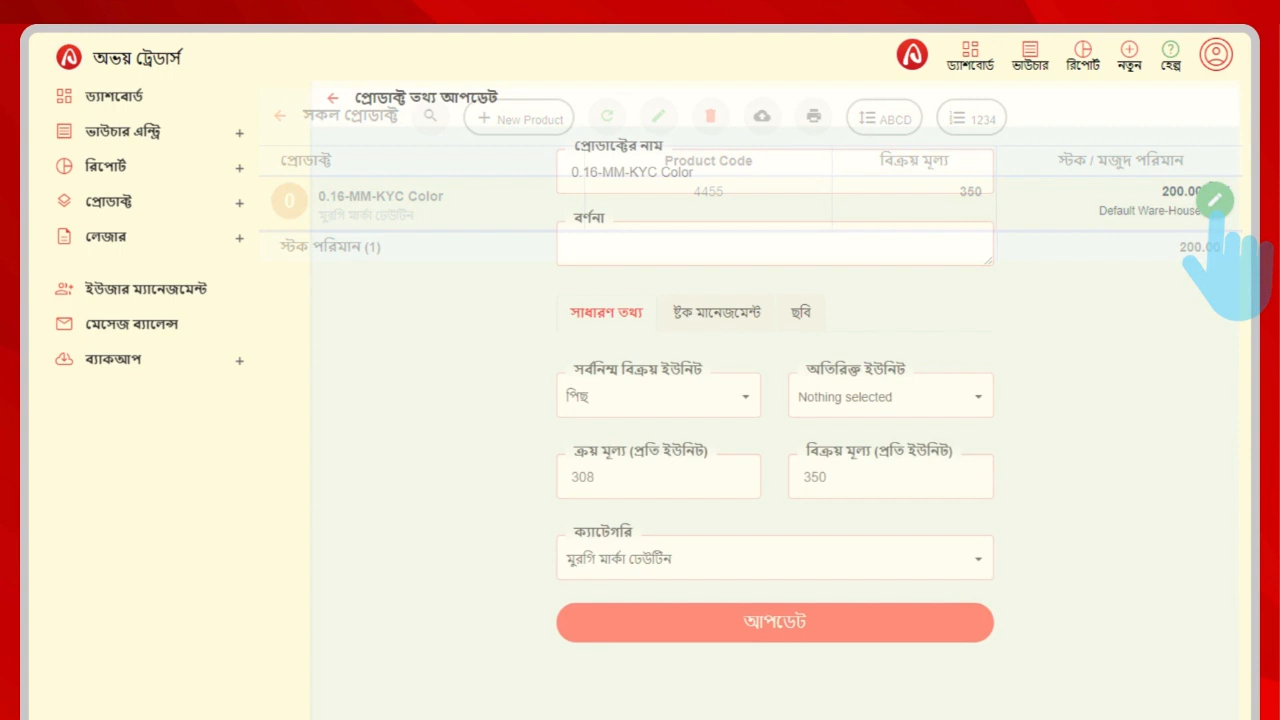 অভয় ট্রেডার্স
ড্যাশবোর্ড
ভাউচার
রিপোর্ট
নতুন
হেল্প
ড্যাশবোর্ড
ভাউচার এন্ট্রি
রিপোর্ট
প্রোডাক্ট
লেজার
ইউজার ম্যানেজমেন্ট
মেসেজ ব্যালেন্স
ব্যাকআপ
প্রোডাক্ট তথ্য আপডেট
সকল প্রোডাক্ট
New Product
ABCD
1234
প্রোডাক্ট
Product Code
বিক্রয় মূল্য
স্টক / মজুদ পরিমান
0
0.16-MM-KYC Color
মুরগি মার্কা ঢেউটিন
4455
350
200.00
Default Ware-House
স্টক পরিমান (1)
200.00
প্রোডাক্টের নাম
0.16-MM-KYC Color
বর্ণনা
সাধারণ তথ্য
ষ্টক মানেজমেন্ট
ছবি
সর্বনিম্ম বিক্রয় ইউনিট
পিছ
অতিরিক্ত ইউনিট
Nothing selected
ক্রয় মূল্য (প্রতি ইউনিট)
308
বিক্রয় মূল্য (প্রতি ইউনিট)
350
ক্যাটেগরি
মুরগি মার্কা ঢেউটিন
আপডেট